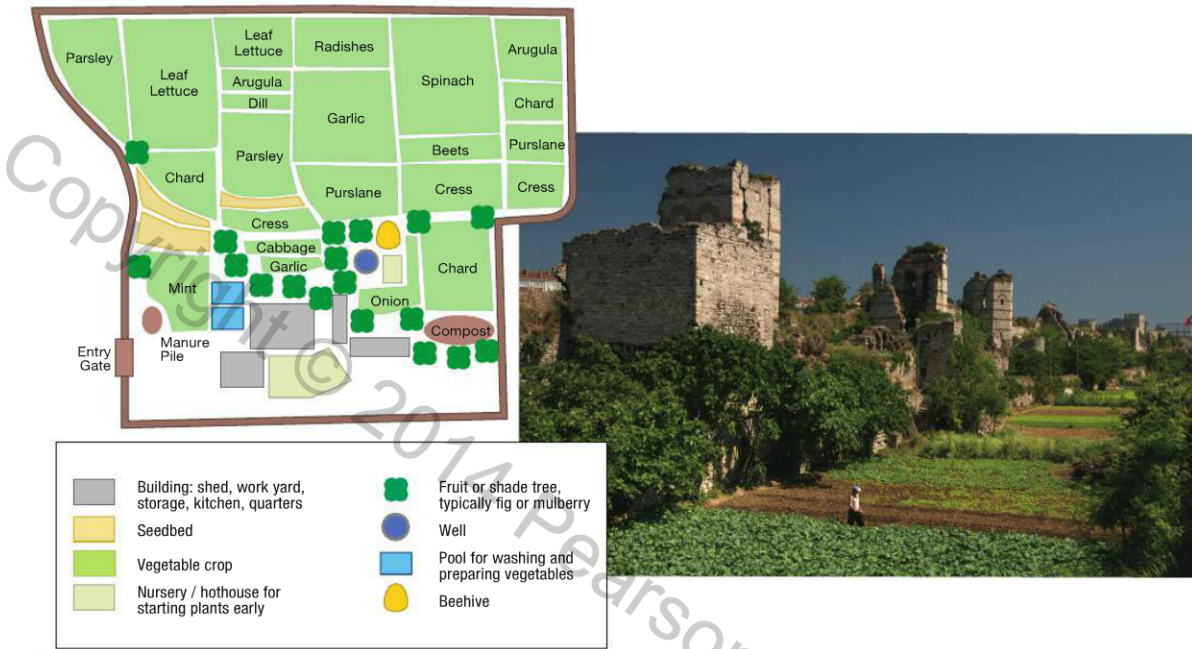 Parsley
Leaf
Lettuce
Leaf
Lettuce
Radishes
Spinach
Arugula
Arugula
Dill
Garlic
Chard
Parsley
Beets
Purslane
Chard
Purslane
Cress
Cress
Cress
Cabbage
Garlic
Chard
Mint
Onion
Compost
Manure
Pile
Entry
Gate
Building: shed, work yard,
storage, kitchen, quarters
Seedbed
Vegetable crop
Nursery / hothouse for
starting plants early
Fruit or shade tree,
typically fig or mulberry
Well
Pool for washing and
preparing vegetables
Beehive
Copyright © 2014 Pearson